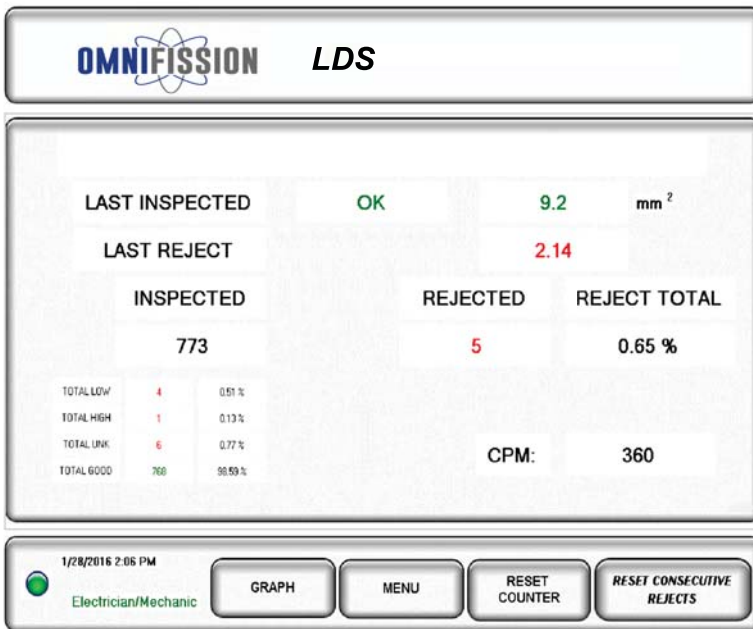 OMNIFISSION LDS
LAST INSPECTED OK 9.2 mm²
LAST REJECT 2.14
INSPECTED REJECTED REJECT TOTAL
773 5 0.65 %
TOTAL LOW 4 0.51 %
TOTAL HIGH 1 0.13 %
TOTAL UNK 6 0.77 %
TOTAL GOOD 768 98.59 %
CPM: 360
1/28/2016 2:06 PM
Electrician/Mechanic
GRAPH
MENU
RESET
COUNTER
RESET CONSECUTIVE
REJECTS